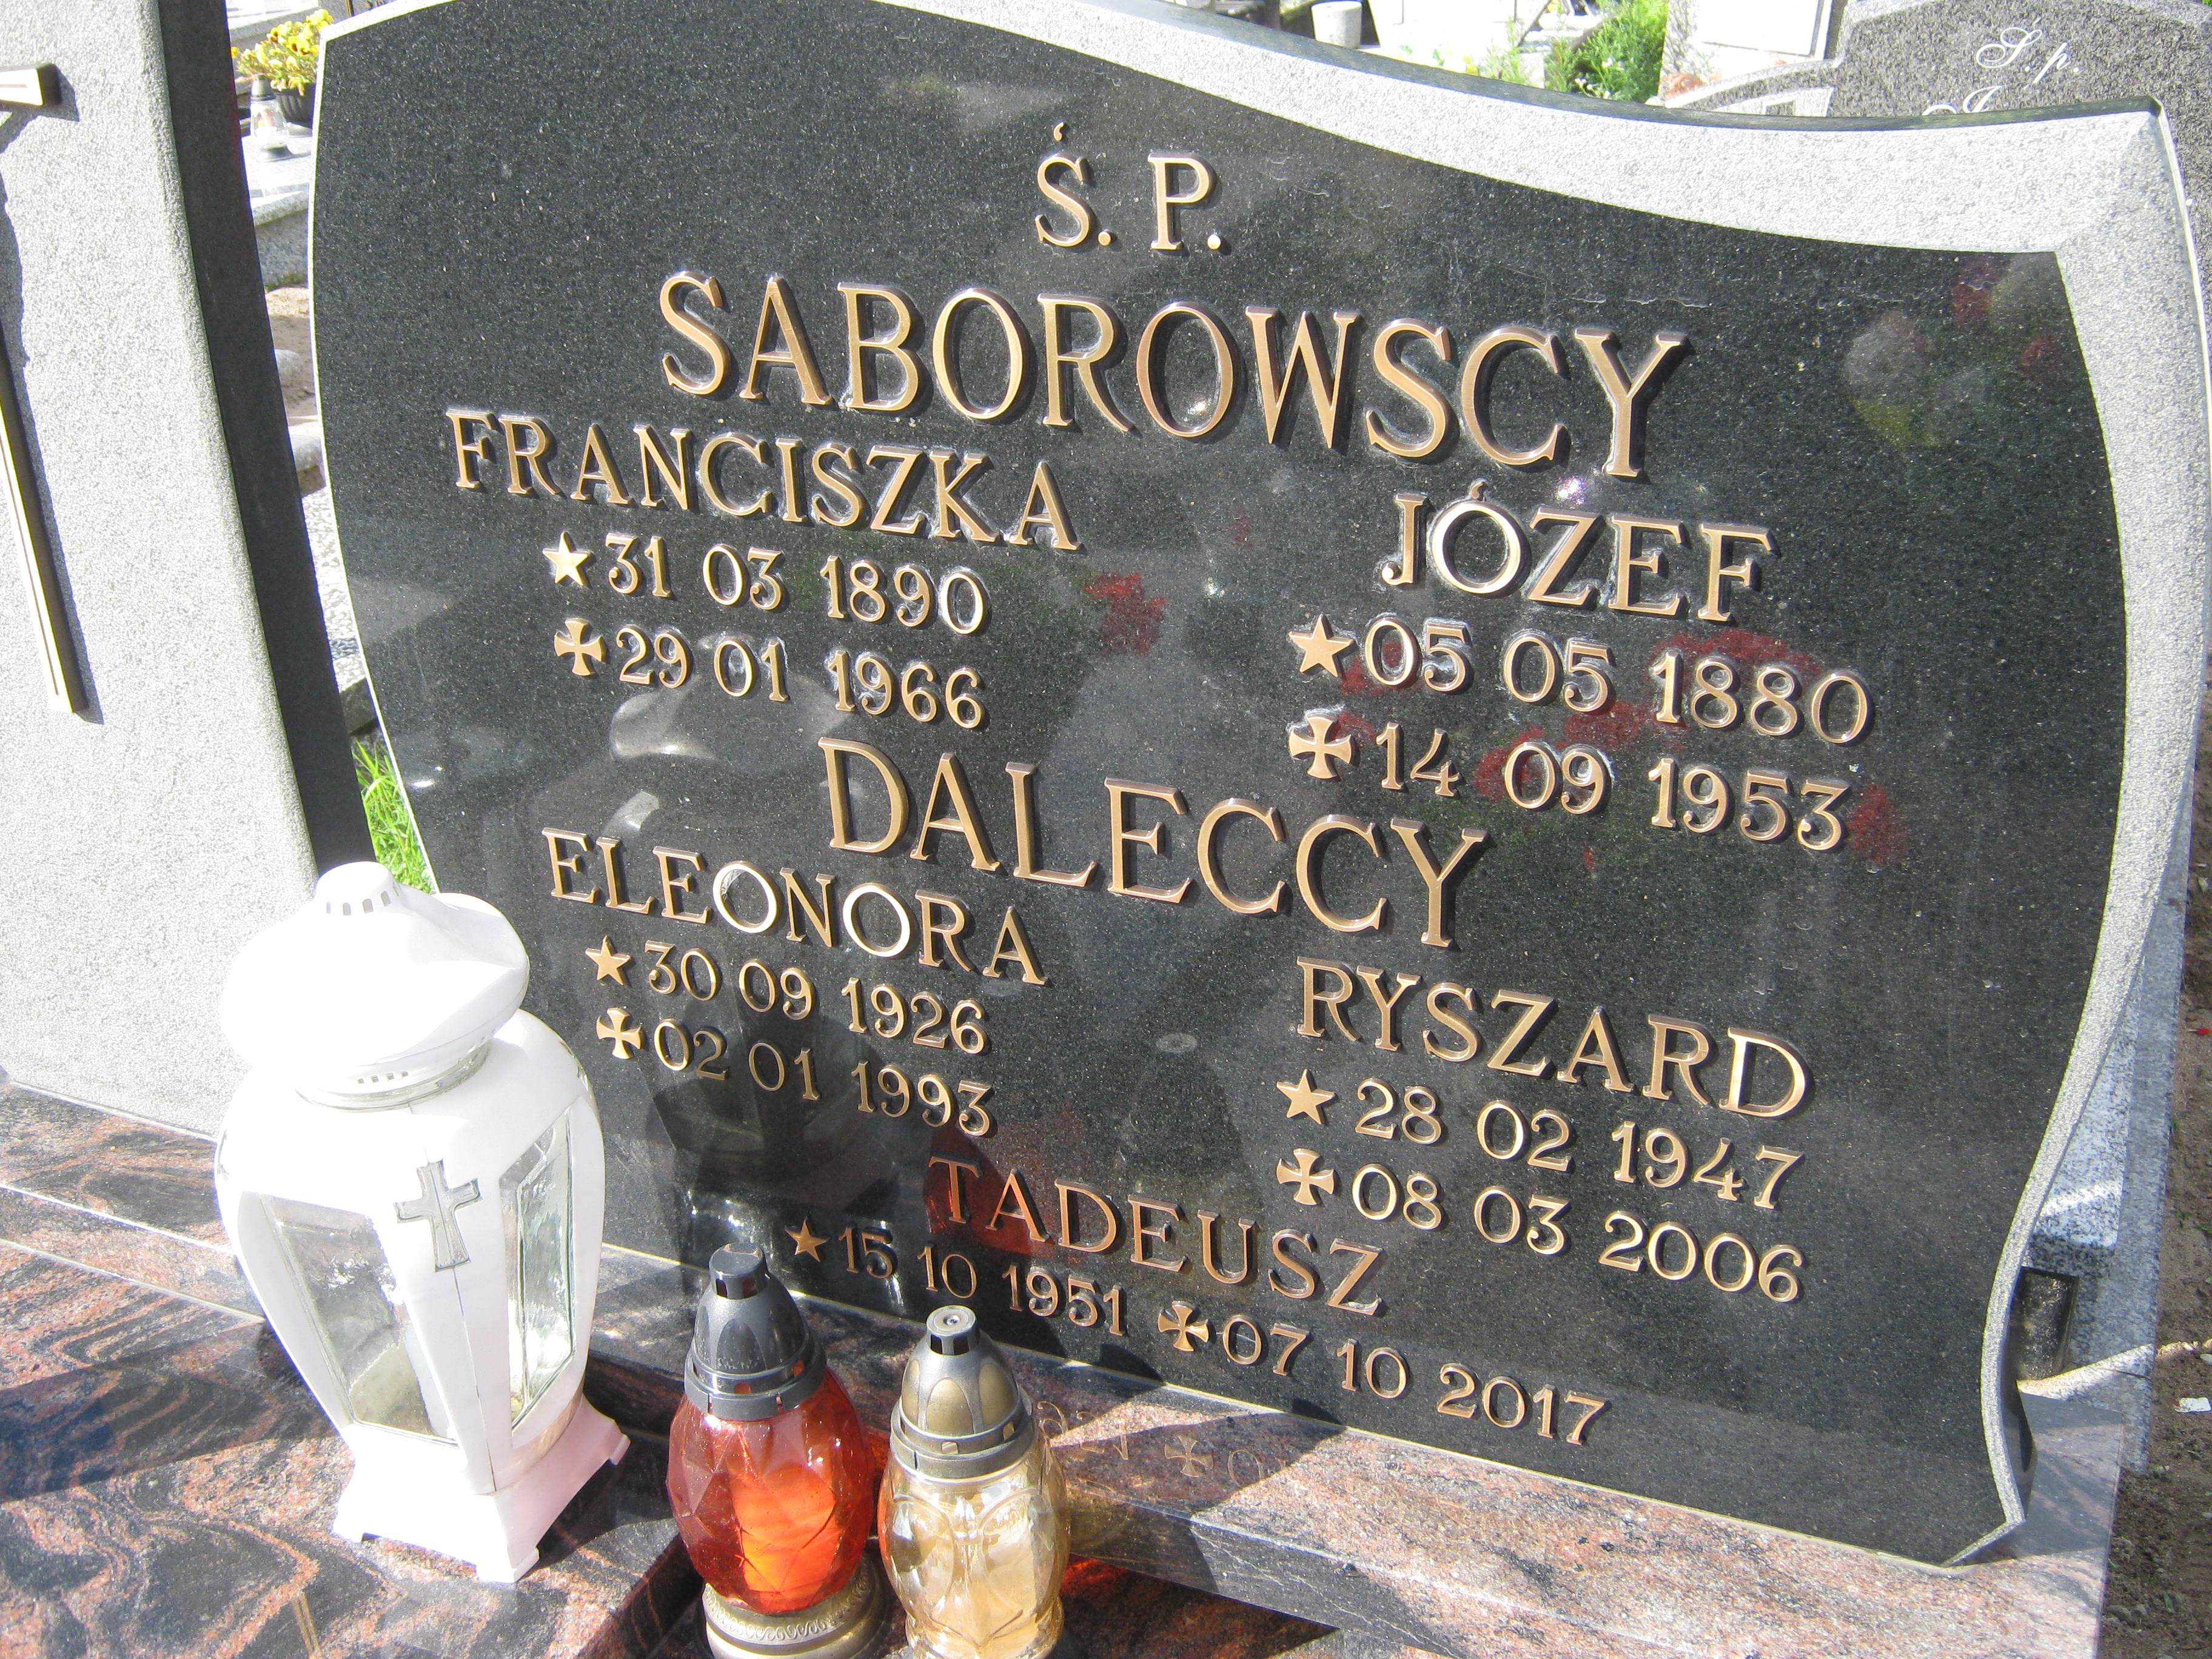 Ś. P.
SABOROWSCY
FRANCISZKA
★ 31 03 1890
✠ 29 01 1966
JÓZEF
★ 05 05 1880
✠ 14 09 1953
DALECCY
ELEONORA
★ 30 09 1926
✠ 02 01 1993
RYSZARD
★ 28 02 1947
✠ 08 03 2006
TADEUSZ
★ 15 10 1951 ✠ 07 10 2017
Ś.p.